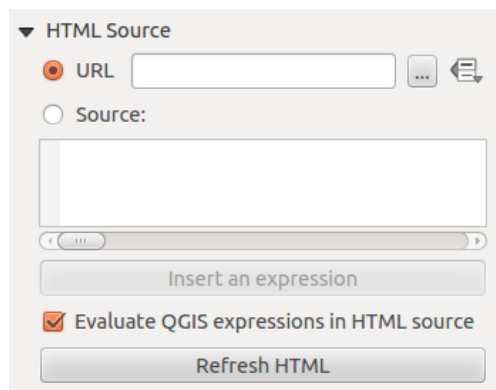 HTML Source
URL
...
Source:
Insert an expression
Evaluate QGIS expressions in HTML source
Refresh HTML